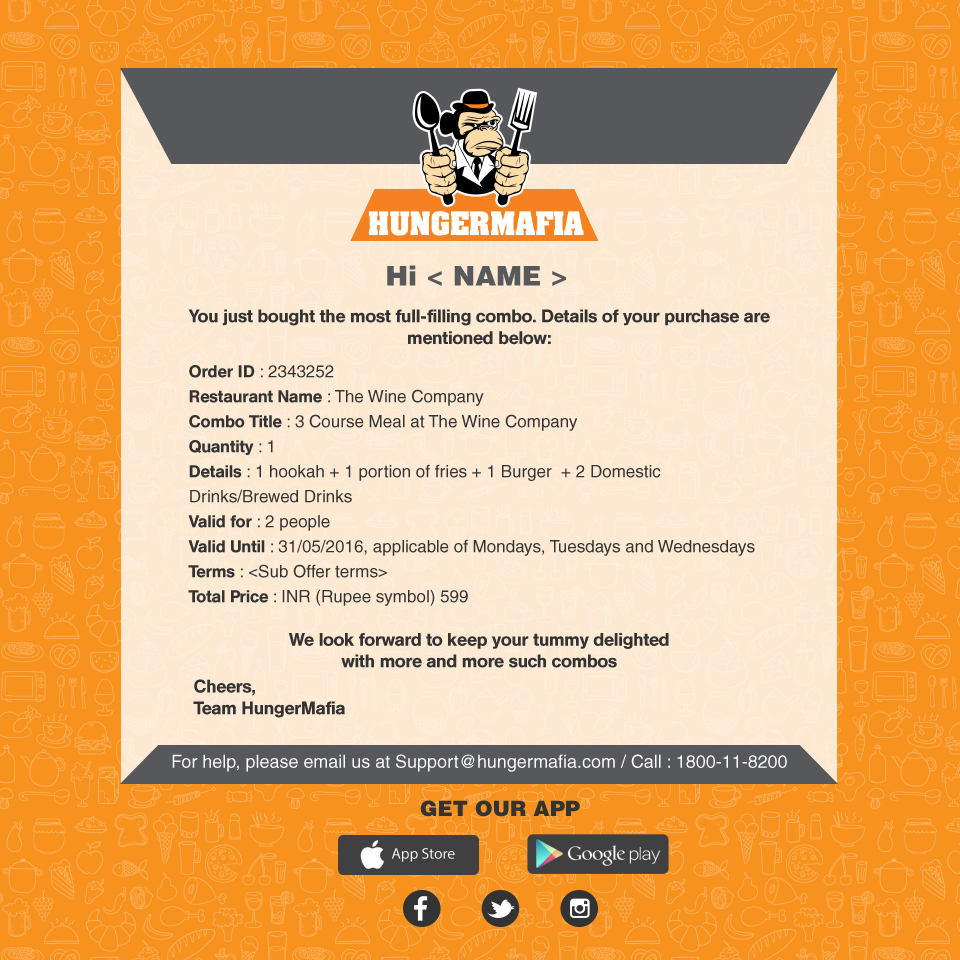 HUNGERMAFIA
Hi < NAME >
You just bought the most full-filling combo. Details of your purchase are
mentioned below:
Order ID : 2343252
Restaurant Name : The Wine Company
Combo Title : 3 Course Meal at The Wine Company
Quantity : 1
Details : 1 hookah + 1 portion of fries + 1 Burger + 2 Domestic
Drinks/Brewed Drinks
Valid for : 2 people
Valid Until : 31/05/2016, applicable of Mondays, Tuesdays and Wednesdays
Terms : <Sub Offer terms>
Total Price : INR (Rupee symbol) 599
We look forward to keep your tummy delighted
with more and more such combos
Cheers,
Team HungerMafia
For help, please email us at Support@hungermafia.com / Call : 1800-11-8200
GET OUR APP
App Store
Google play